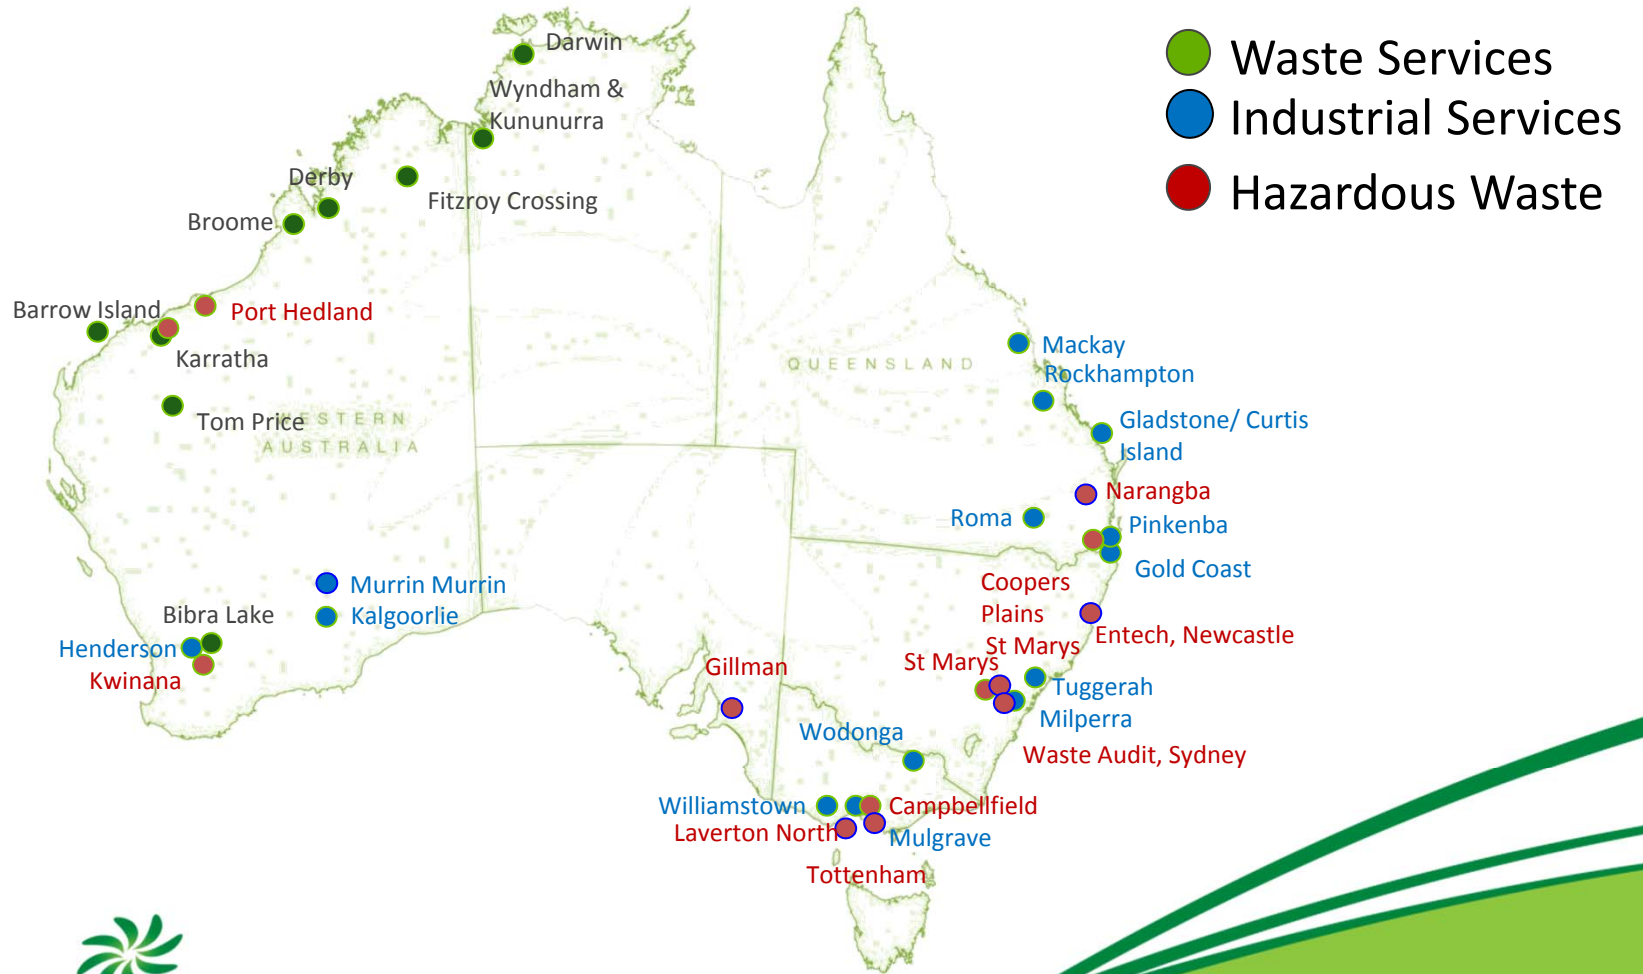 Darwin
Waste Services
Wyndham &
Kununurra
Industrial Services
Derby
Fitzroy Crossing
Hazardous Waste
Broome
Barrow Island
Port Hedland
Karratha
Mackay
QUEENSLAND
Rockhampton
Tom Price
WESTERN
AUSTRALIA
Gladstone/ Curtis
Island
Narangba
Roma
Pinkenba
Gold Coast
Murrin Murrin
Kalgoorlie
Coopers
Plains
Bibra Lake
Henderson
Kwinana
Entech, Newcastle
St Marys
St Marys
Gillman
Tuggerah
Milperra
Wodonga
Waste Audit, Sydney
Williamstown
Campbellfield
Laverton North
Mulgrave
Tottenham